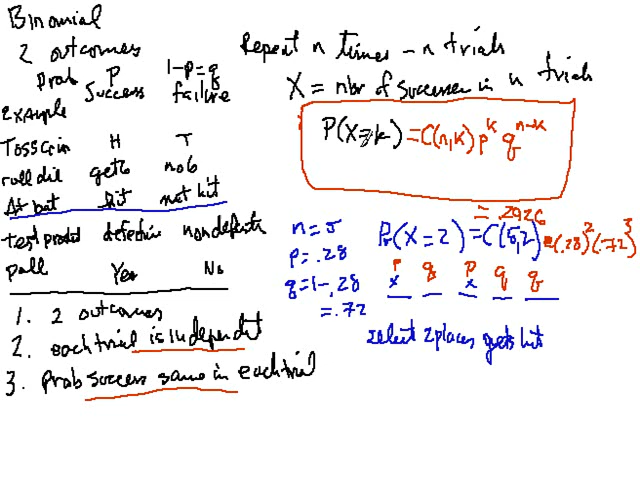 Binomial
2 outcomes
Prob P 1-p=q
Success failure
Example
Toss coin H T
roll die get 6 no 6
At bat hit not hit
test prod defective nondefective
poll Yes No
1. 2 outcomes
2. each trial is independent
3. Prob success same in each trial
Repeat n times - n trials
X = nbr of successes in n trials
P(X=k) = C(n,k) p^k q^n-k
= .2926
n=5
p=.28
q=1-.28
=.72
Pr(X=2) = C(5,2) (.28)^2 (.72)^3
p q p q q
x x
select 2 places gets hit